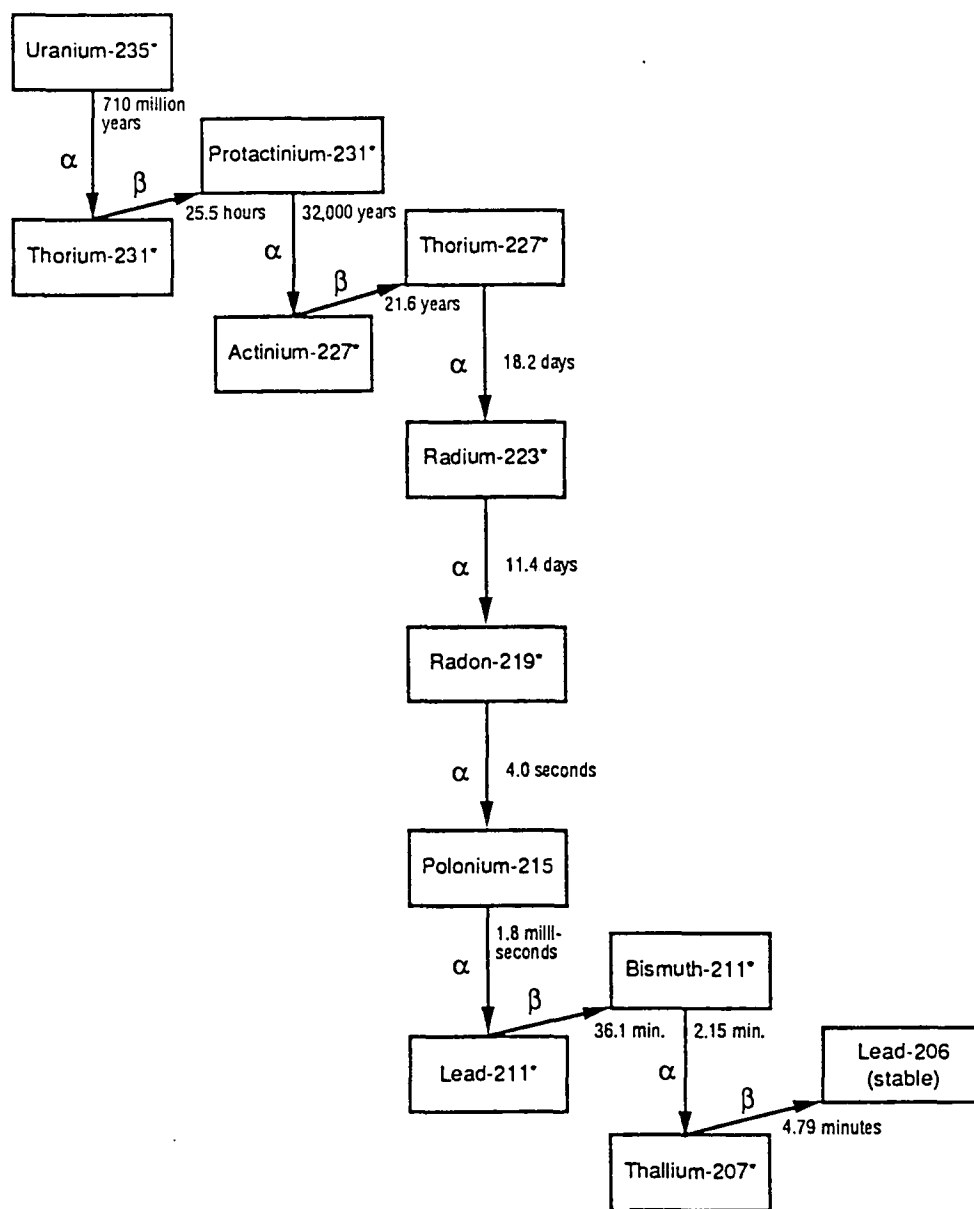 Uranium-235*
710 million
years
α
Protactinium-231*
β
25.5 hours
32,000 years
Thorium-231*
α
Thorium-227*
β
21.6 years
Actinium-227*
α
18.2 days
Radium-223*
α
11.4 days
Radon-219*
α
4.0 seconds
Polonium-215
1.8 milli-
seconds
α
Bismuth-211*
β
36.1 min.
2.15 min.
Lead-211*
α
Lead-206
(stable)
β
4.79 minutes
Thallium-207*